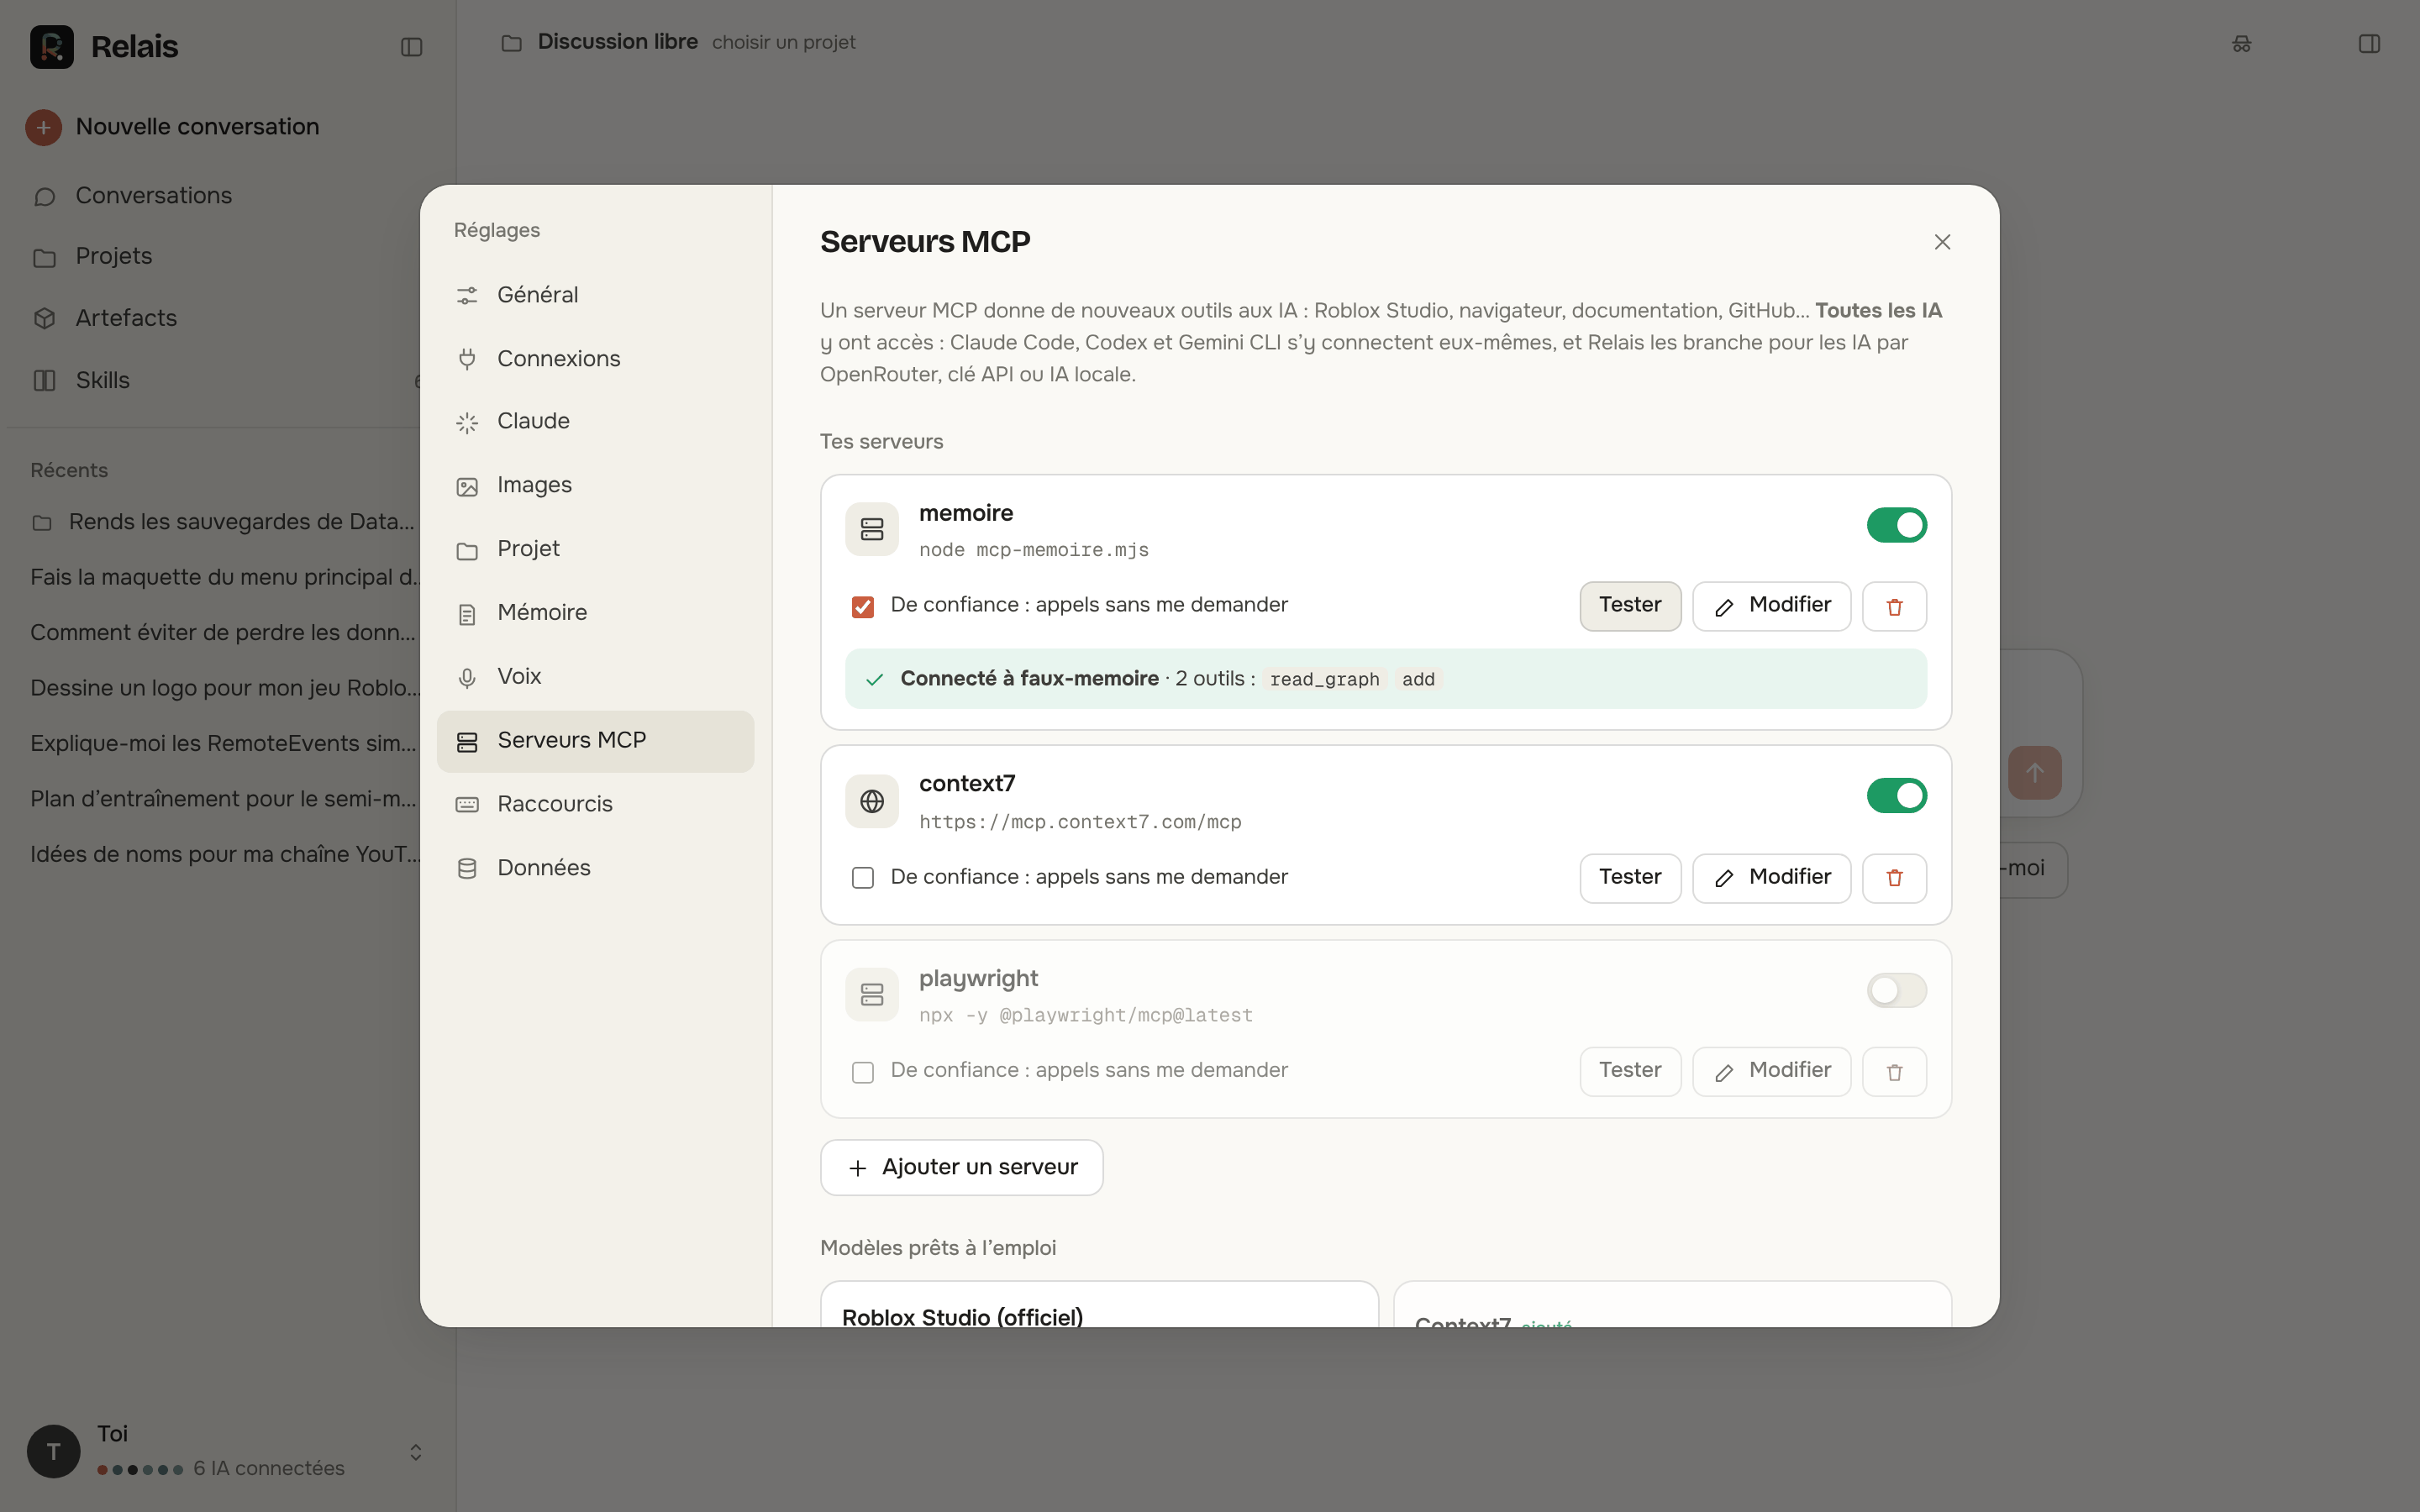 Relais
Nouvelle conversation
Conversations
Projets
Artefacts
Skills
Récents
Rends les sauvegardes de Data...
Fais la maquette du menu principal d...
Comment éviter de perdre les donn...
Dessine un logo pour mon jeu Roblo...
Explique-moi les RemoteEvents sim...
Plan d’entraînement pour le semi-m...
Idées de noms pour ma chaîne YouT...
T
Toi
6 IA connectées
Discussion libre choisir un projet
Réglages
Général
Connexions
Claude
Images
Projet
Mémoire
Voix
Serveurs MCP
Raccourcis
Données
Serveurs MCP
Un serveur MCP donne de nouveaux outils aux IA : Roblox Studio, navigateur, documentation, GitHub... Toutes les IA
y ont accès : Claude Code, Codex et Gemini CLI s’y connectent eux-mêmes, et Relais les branche pour les IA par
OpenRouter, clé API ou IA locale.
Tes serveurs
memoire
node mcp-memoire.mjs
De confiance : appels sans me demander
Tester
Modifier
Connecté à faux-memoire · 2 outils : read_graph add
context7
https://mcp.context7.com/mcp
De confiance : appels sans me demander
Tester
Modifier
playwright
npx -y @playwright/mcp@latest
De confiance : appels sans me demander
Tester
Modifier
Ajouter un serveur
Modèles prêts à l’emploi
Roblox Studio (officiel)
Context7 ajouté
-moi